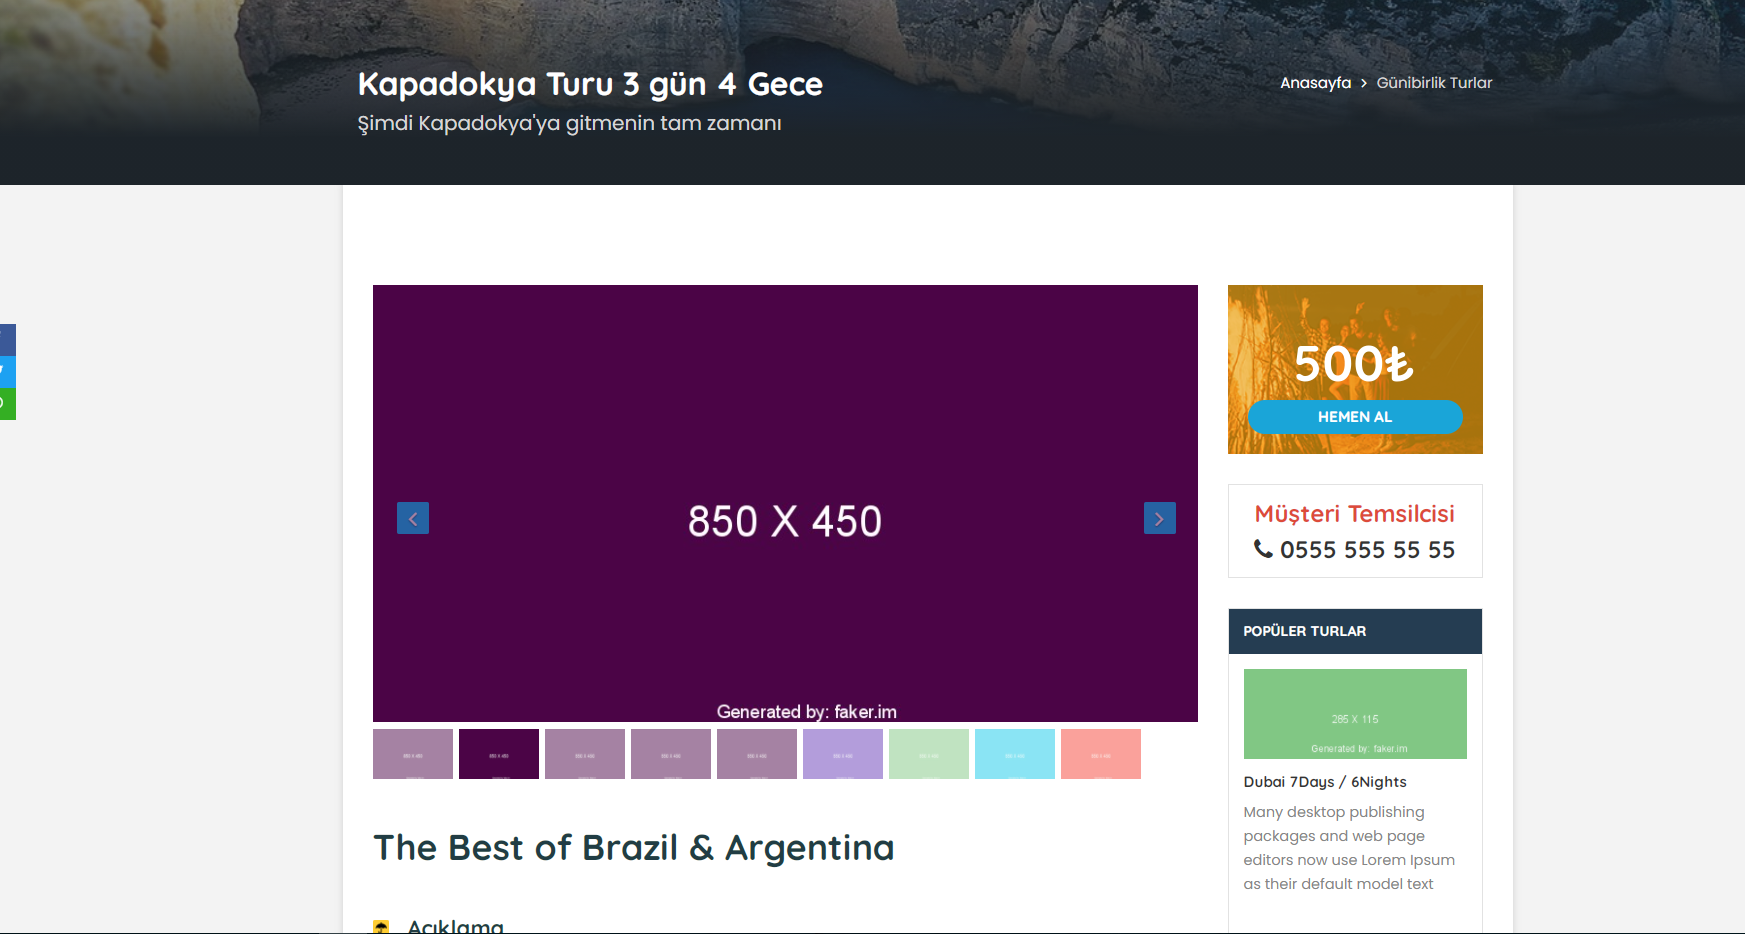 Kapadokya Turu 3 gün 4 Gece
Şimdi Kapadokya'ya gitmenin tam zamanı
Anasayfa > Günibirlik Turlar
850 X 450
Generated by: faker.im
The Best of Brazil & Argentina
Açıklama
500₺
HEMEN AL
Müşteri Temsilcisi
0555 555 55 55
POPÜLER TURLAR
285 X 115
Generated by: faker.im
Dubai 7Days / 6Nights
Many desktop publishing
packages and web page
editors now use Lorem Ipsum
as their default model text